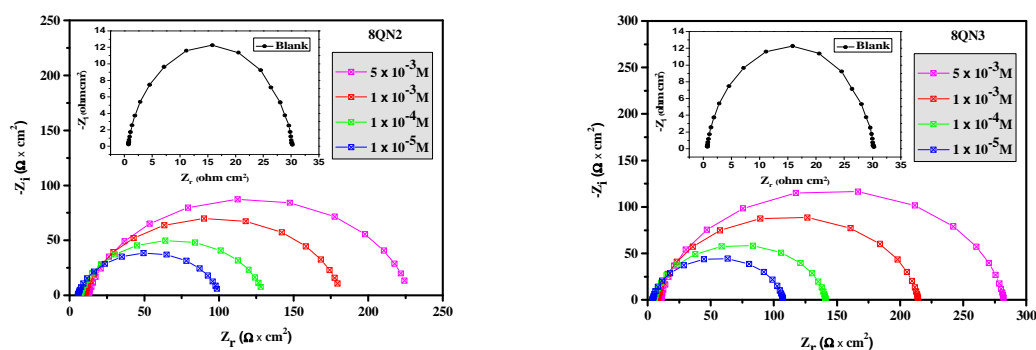 8QN2
250
200
150
100
50
0
-Z_i (Ω × cm²)
0 50 100 150 200 250
Z_r (Ω × cm²)
5 x 10⁻³M
1 x 10⁻³M
1 x 10⁻⁴M
1 x 10⁻⁵M
Blank
14
12
10
8
6
4
2
0
-Z_i (ohm cm²)
0 5 10 15 20 25 30 35
Z_r (ohm cm²)
8QN3
300
250
200
150
100
50
0
-Z_i (Ω × cm²)
0 50 100 150 200 250 300
Z_r (Ω × cm²)
5 x 10⁻³M
1 x 10⁻³M
1 x 10⁻⁴M
1 x 10⁻⁵M
Blank
14
12
10
8
6
4
2
0
-Z_i (ohm cm²)
0 5 10 15 20 25 30 35
Z_r (ohm cm²)